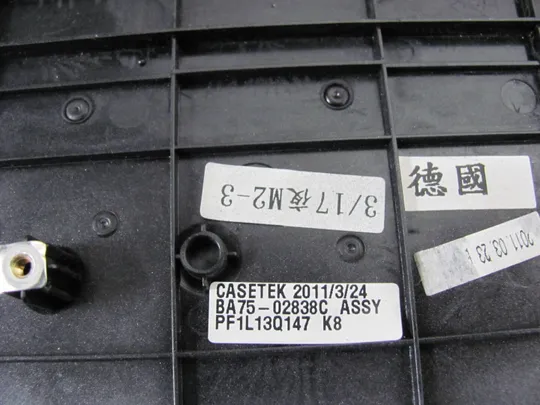 3/17夜M2-3
德國
2011.03.23
CASETEK 2011/3/24
BA75-02838C ASSY
PF1L13Q147 K8